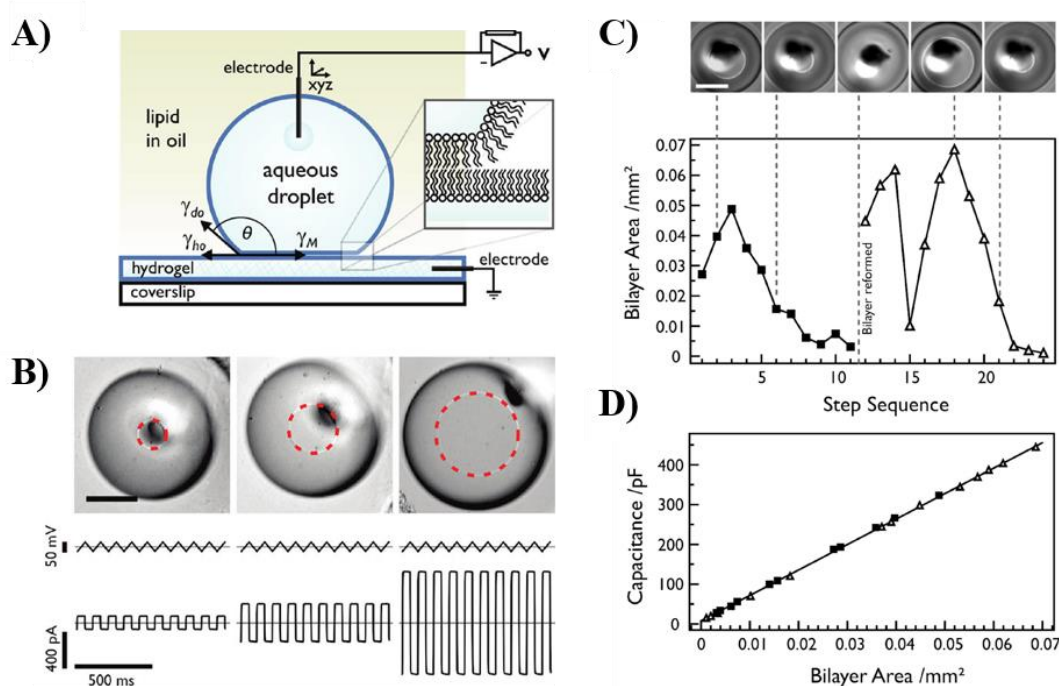 A)
V
electrode
xyz
lipid
in oil
aqueous
droplet
γdo
θ
γho
γM
electrode
hydrogel
coverslip
B)
50 mV
400 pA
500 ms
C)
Bilayer Area /mm²
0.07
0.06
0.05
0.04
0.03
0.02
0.01
0
Bilayer reformed
5
10
15
20
Step Sequence
D)
Capacitance /pF
400
300
200
100
0
0
0.01
0.02
0.03
0.04
0.05
0.06
0.07
Bilayer Area /mm²